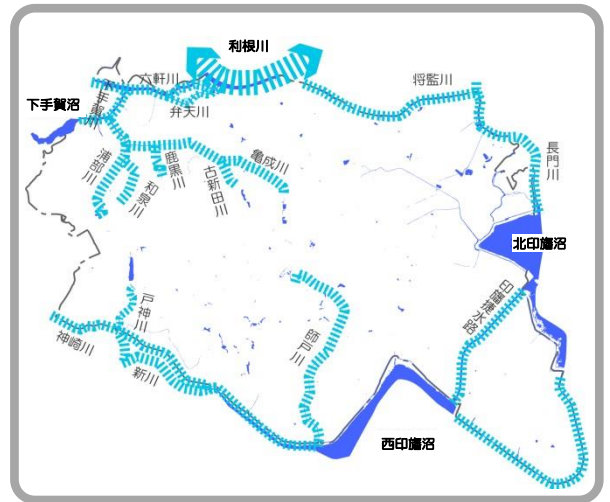 利根川
六軒川
将監川
下手賀川
下手賀沼
弁天川
長門川
浦部川
和泉川
鹿黒川
古新田川
亀成川
北印旛沼
印旛捷水路
戸神川
神崎川
新川
師戸川
西印旛沼